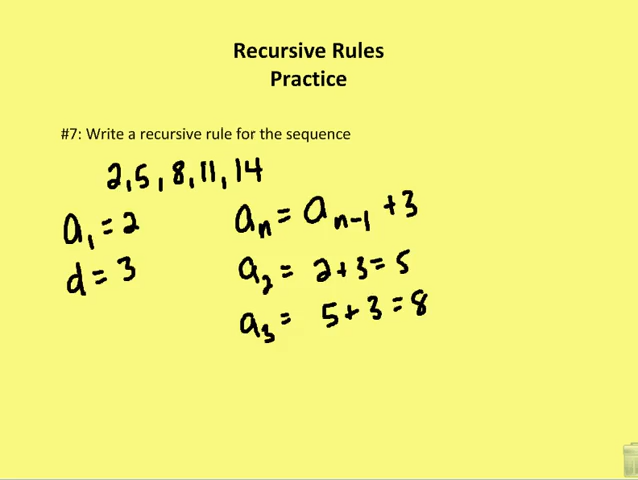 Recursive Rules
Practice
#7: Write a recursive rule for the sequence
2, 5, 8, 11, 14
a₁ = 2
aₙ = aₙ₋₁ + 3
d = 3
a₂ = 2 + 3 = 5
a₃ = 5 + 3 = 8